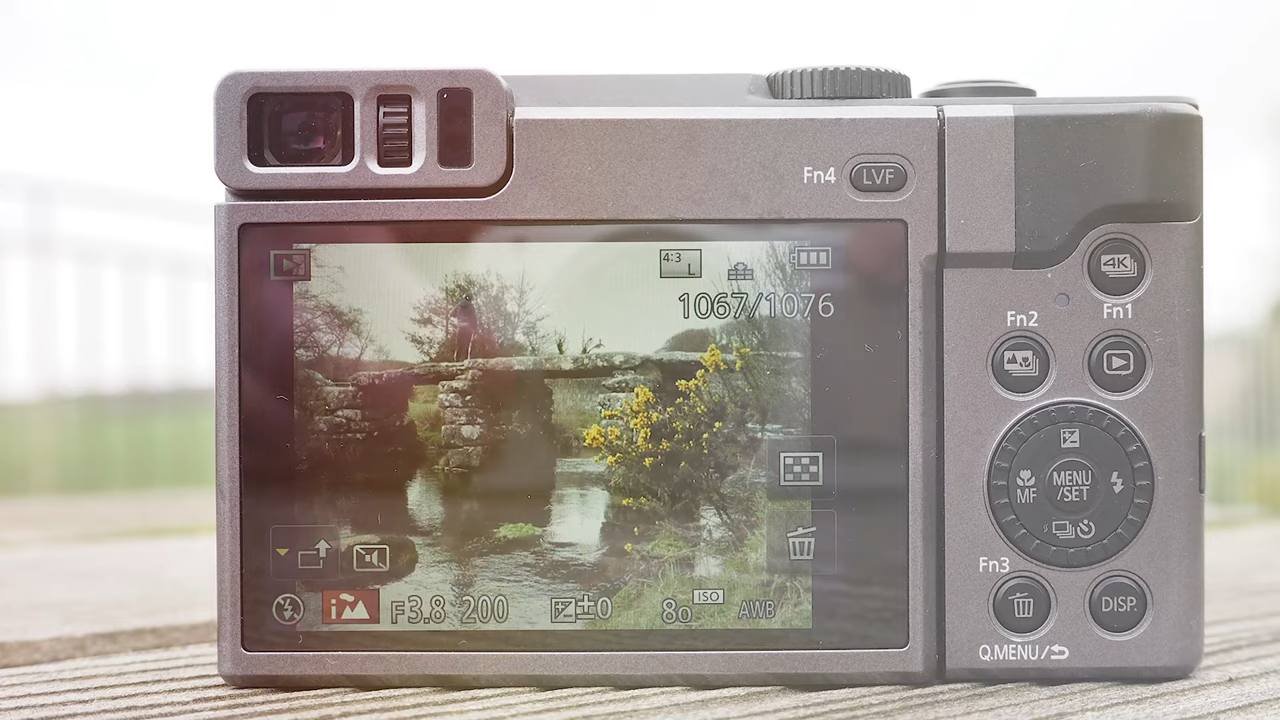 Fn4 LVF
4:3 L
1067/1076
4K
Fn2 Fn1
MENU
/SET
MF
Fn3
F3.8 200 ±0 80 ISO AWB
DISP.
Q.MENU/